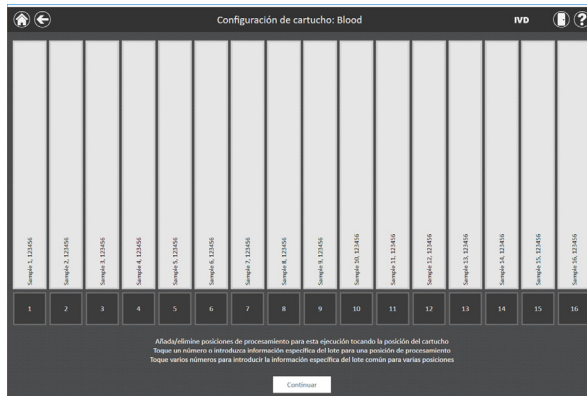 Configuración de cartucho: Blood
IVD
?
Sample 1, 123456
Sample 2, 123456
Sample 3, 123456
Sample 4, 123456
Sample 5, 123456
Sample 6, 123456
Sample 7, 123456
Sample 8, 123456
Sample 9, 123456
Sample 10, 123456
Sample 11, 123456
Sample 12, 123456
Sample 13, 123456
Sample 14, 123456
Sample 15, 123456
Sample 16, 123456
1 2 3 4 5 6 7 8 9 10 11 12 13 14 15 16
Añada/elimine posiciones de procesamiento para esta ejecución tocando la posición del cartucho
Toque un número o introduzca información específica del lote para una posición de procesamiento
Toque varios números para introducir la información específica del lote común para varias posiciones
Continuar